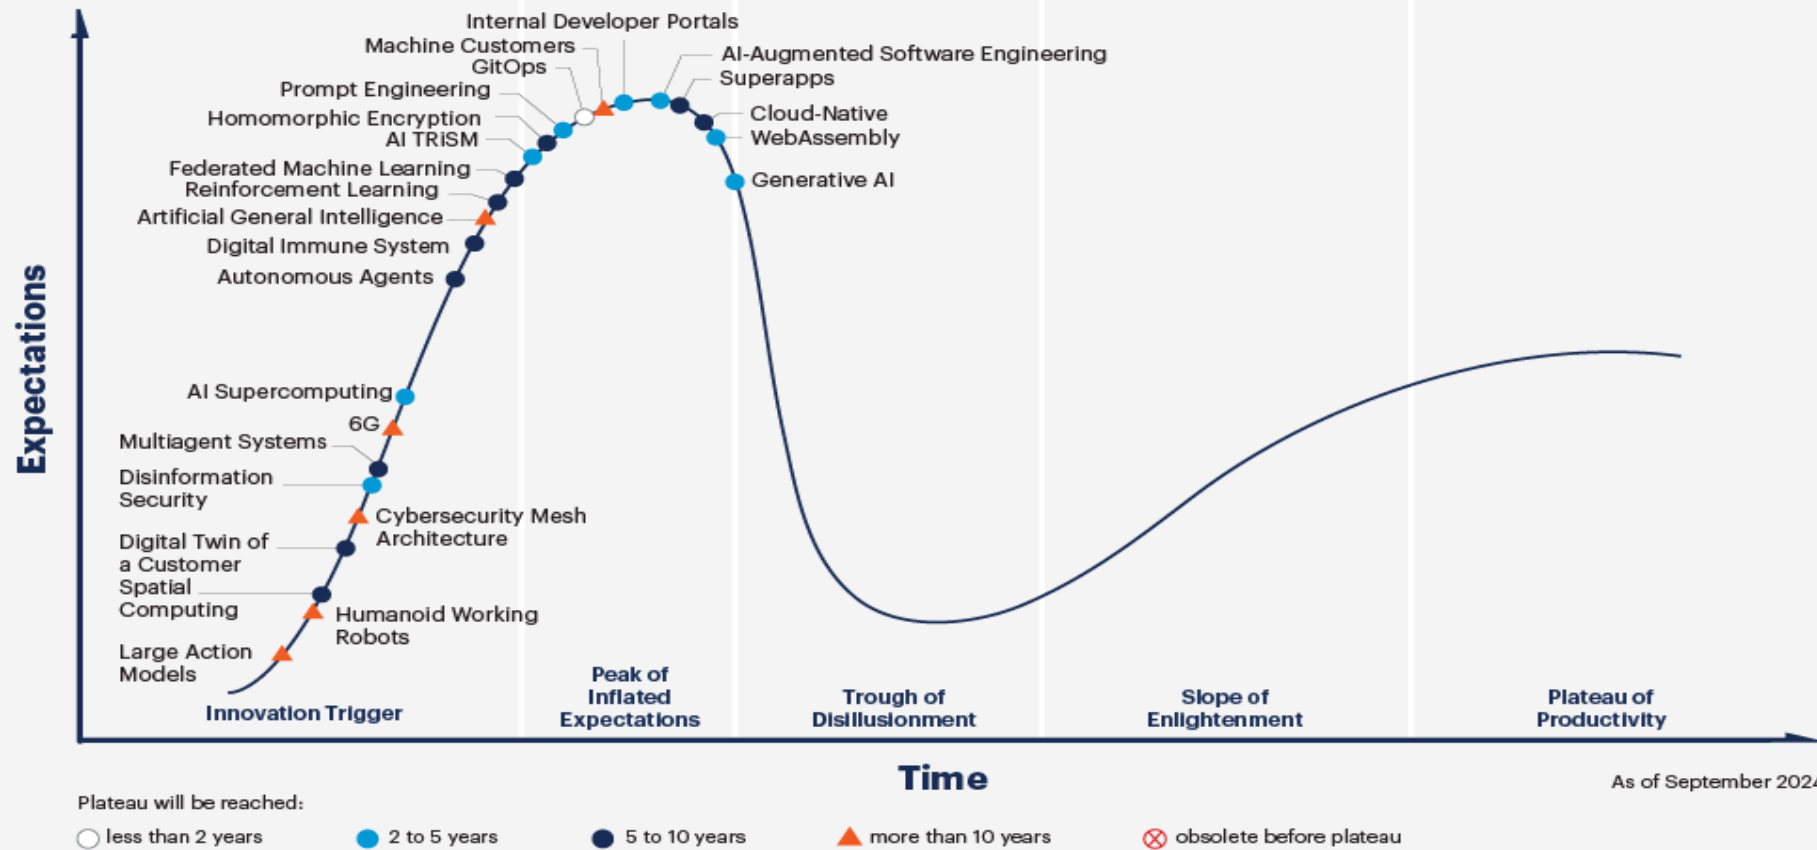 Internal Developer Portals
Machine Customers
GitOps
Prompt Engineering
Homomorphic Encryption
AI TRiSM
Federated Machine Learning
Reinforcement Learning
Artificial General Intelligence
Digital Immune System
Autonomous Agents
AI Supercomputing
6G
Multiagent Systems
Disinformation
Security
Digital Twin of
a Customer
Spatial
Computing
Large Action
Models
AI-Augmented Software Engineering
Superapps
Cloud-Native
WebAssembly
Generative AI
Cybersecurity Mesh
Architecture
Humanoid Working
Robots
Expectations
Innovation Trigger
Peak of
Inflated
Expectations
Trough of
Disillusionment
Slope of
Enlightenment
Plateau of
Productivity
Time
As of September 2024
Plateau will be reached:
less than 2 years
2 to 5 years
5 to 10 years
more than 10 years
obsolete before plateau